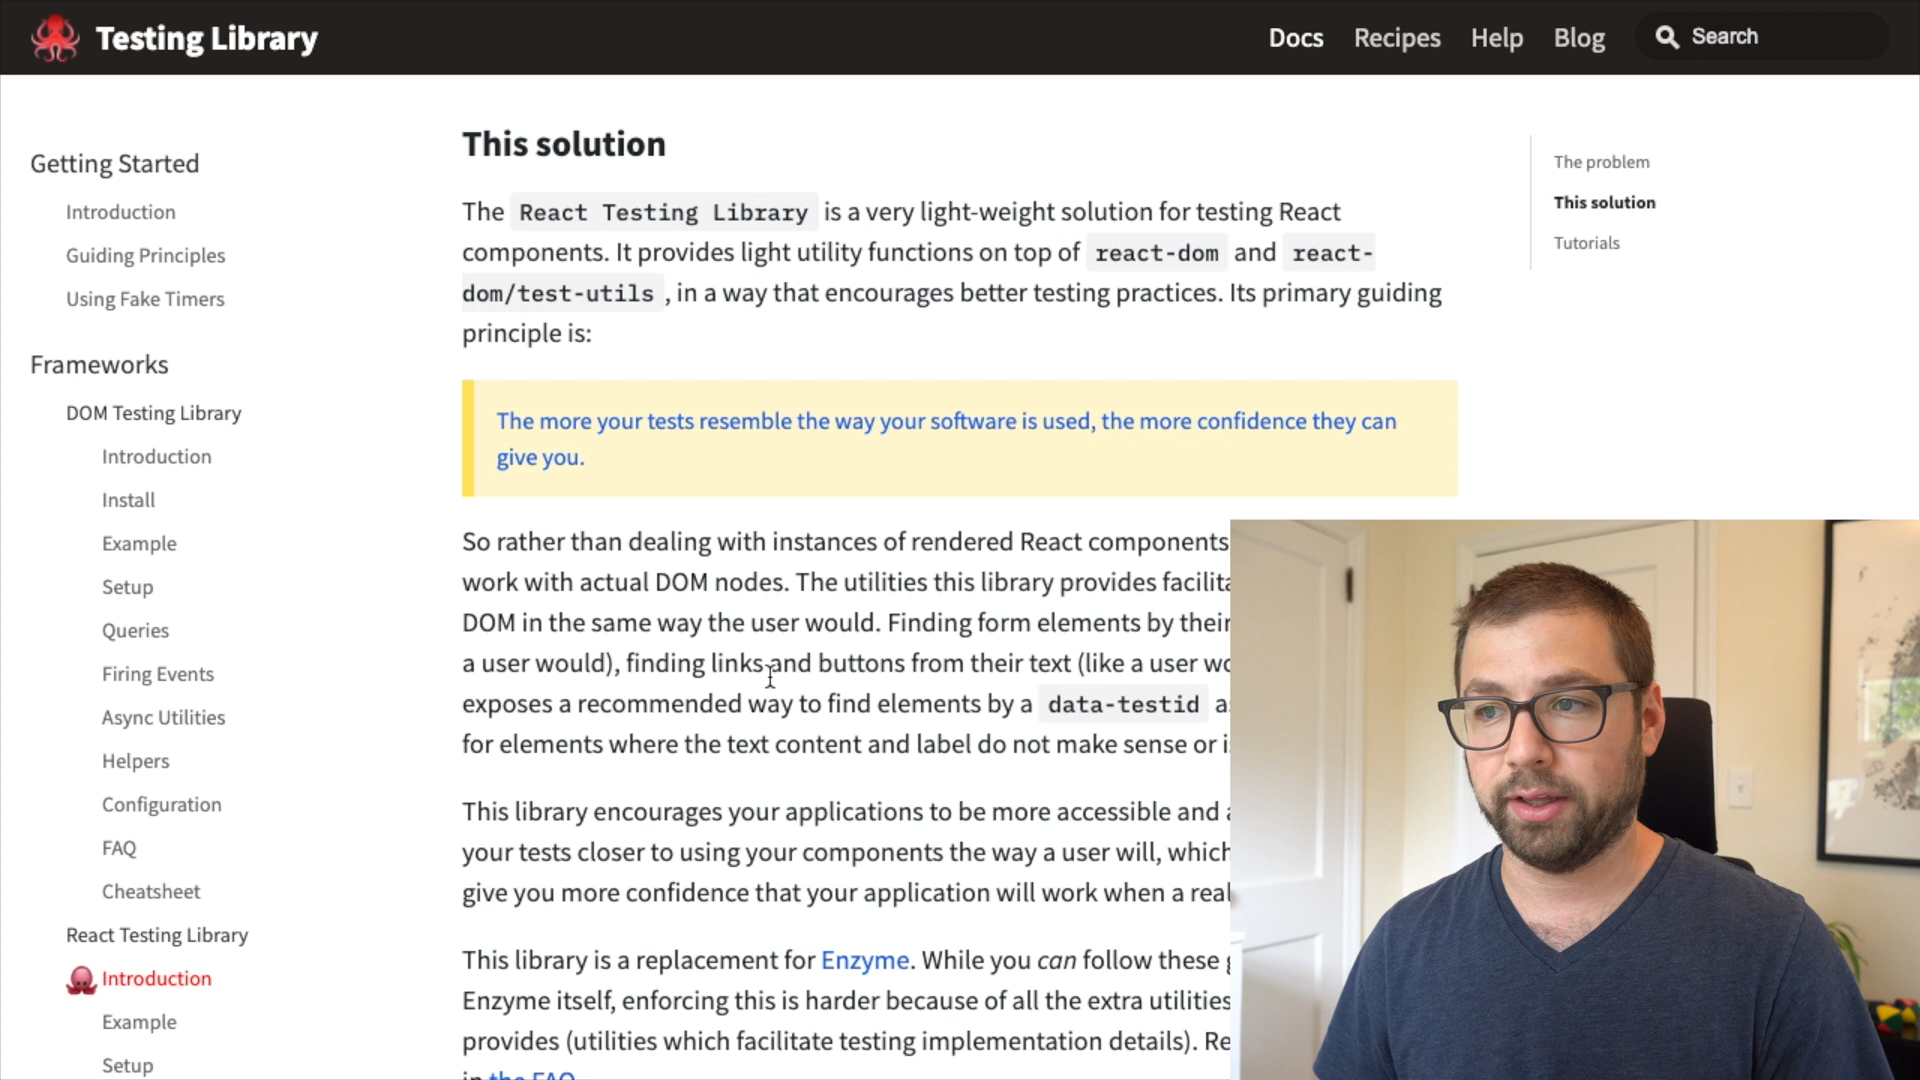 Testing Library
Docs
Recipes
Help
Blog
Search
Getting Started
Introduction
Guiding Principles
Using Fake Timers
Frameworks
DOM Testing Library
Introduction
Install
Example
Setup
Queries
Firing Events
Async Utilities
Helpers
Configuration
FAQ
Cheatsheet
React Testing Library
Introduction
Example
Setup
This solution
The React Testing Library is a very light-weight solution for testing React
components. It provides light utility functions on top of react-dom and react-
dom/test-utils , in a way that encourages better testing practices. Its primary guiding
principle is:
The more your tests resemble the way your software is used, the more confidence they can
give you.
So rather than dealing with instances of rendered React components
work with actual DOM nodes. The utilities this library provides
DOM in the same way the user would. Finding form elements by their
a user would), finding links and buttons from their text (like a user
exposes a recommended way to find elements by a data-testid
for elements where the text content and label do not make sense or
This library encourages your applications to be more accessible and
your tests closer to using your components the way a user will, which
give you more confidence that your application will work when a real
This library is a replacement for Enzyme. While you can follow these
Enzyme itself, enforcing this is harder because of all the extra utilities
provides (utilities which facilitate testing implementation details).
in the FAQ
The problem
This solution
Tutorials